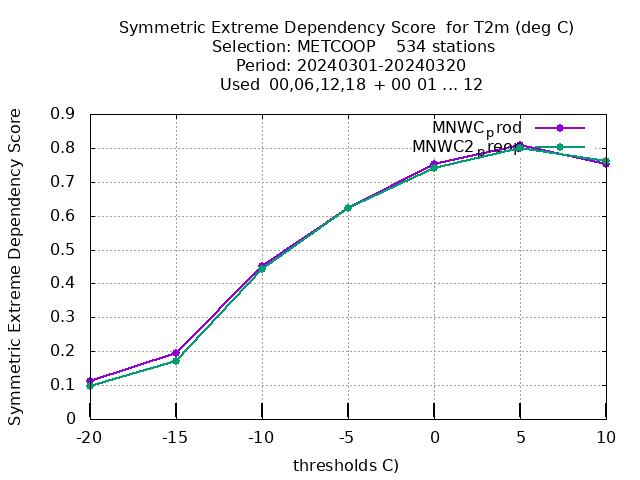 Symmetric Extreme Dependency Score  for T2m (deg C)
Selection: METCOOP    534 stations
Period: 20240301-20240320
Used  00,06,12,18  + 00 01 ... 12
Symmetric Extreme Dependency Score
0.9
0.8
0.7
0.6
0.5
0.4
0.3
0.2
0.1
0
MNWCprod
MNWC2preop
-20 -15 -10 -5 0 5 10
thresholds C)